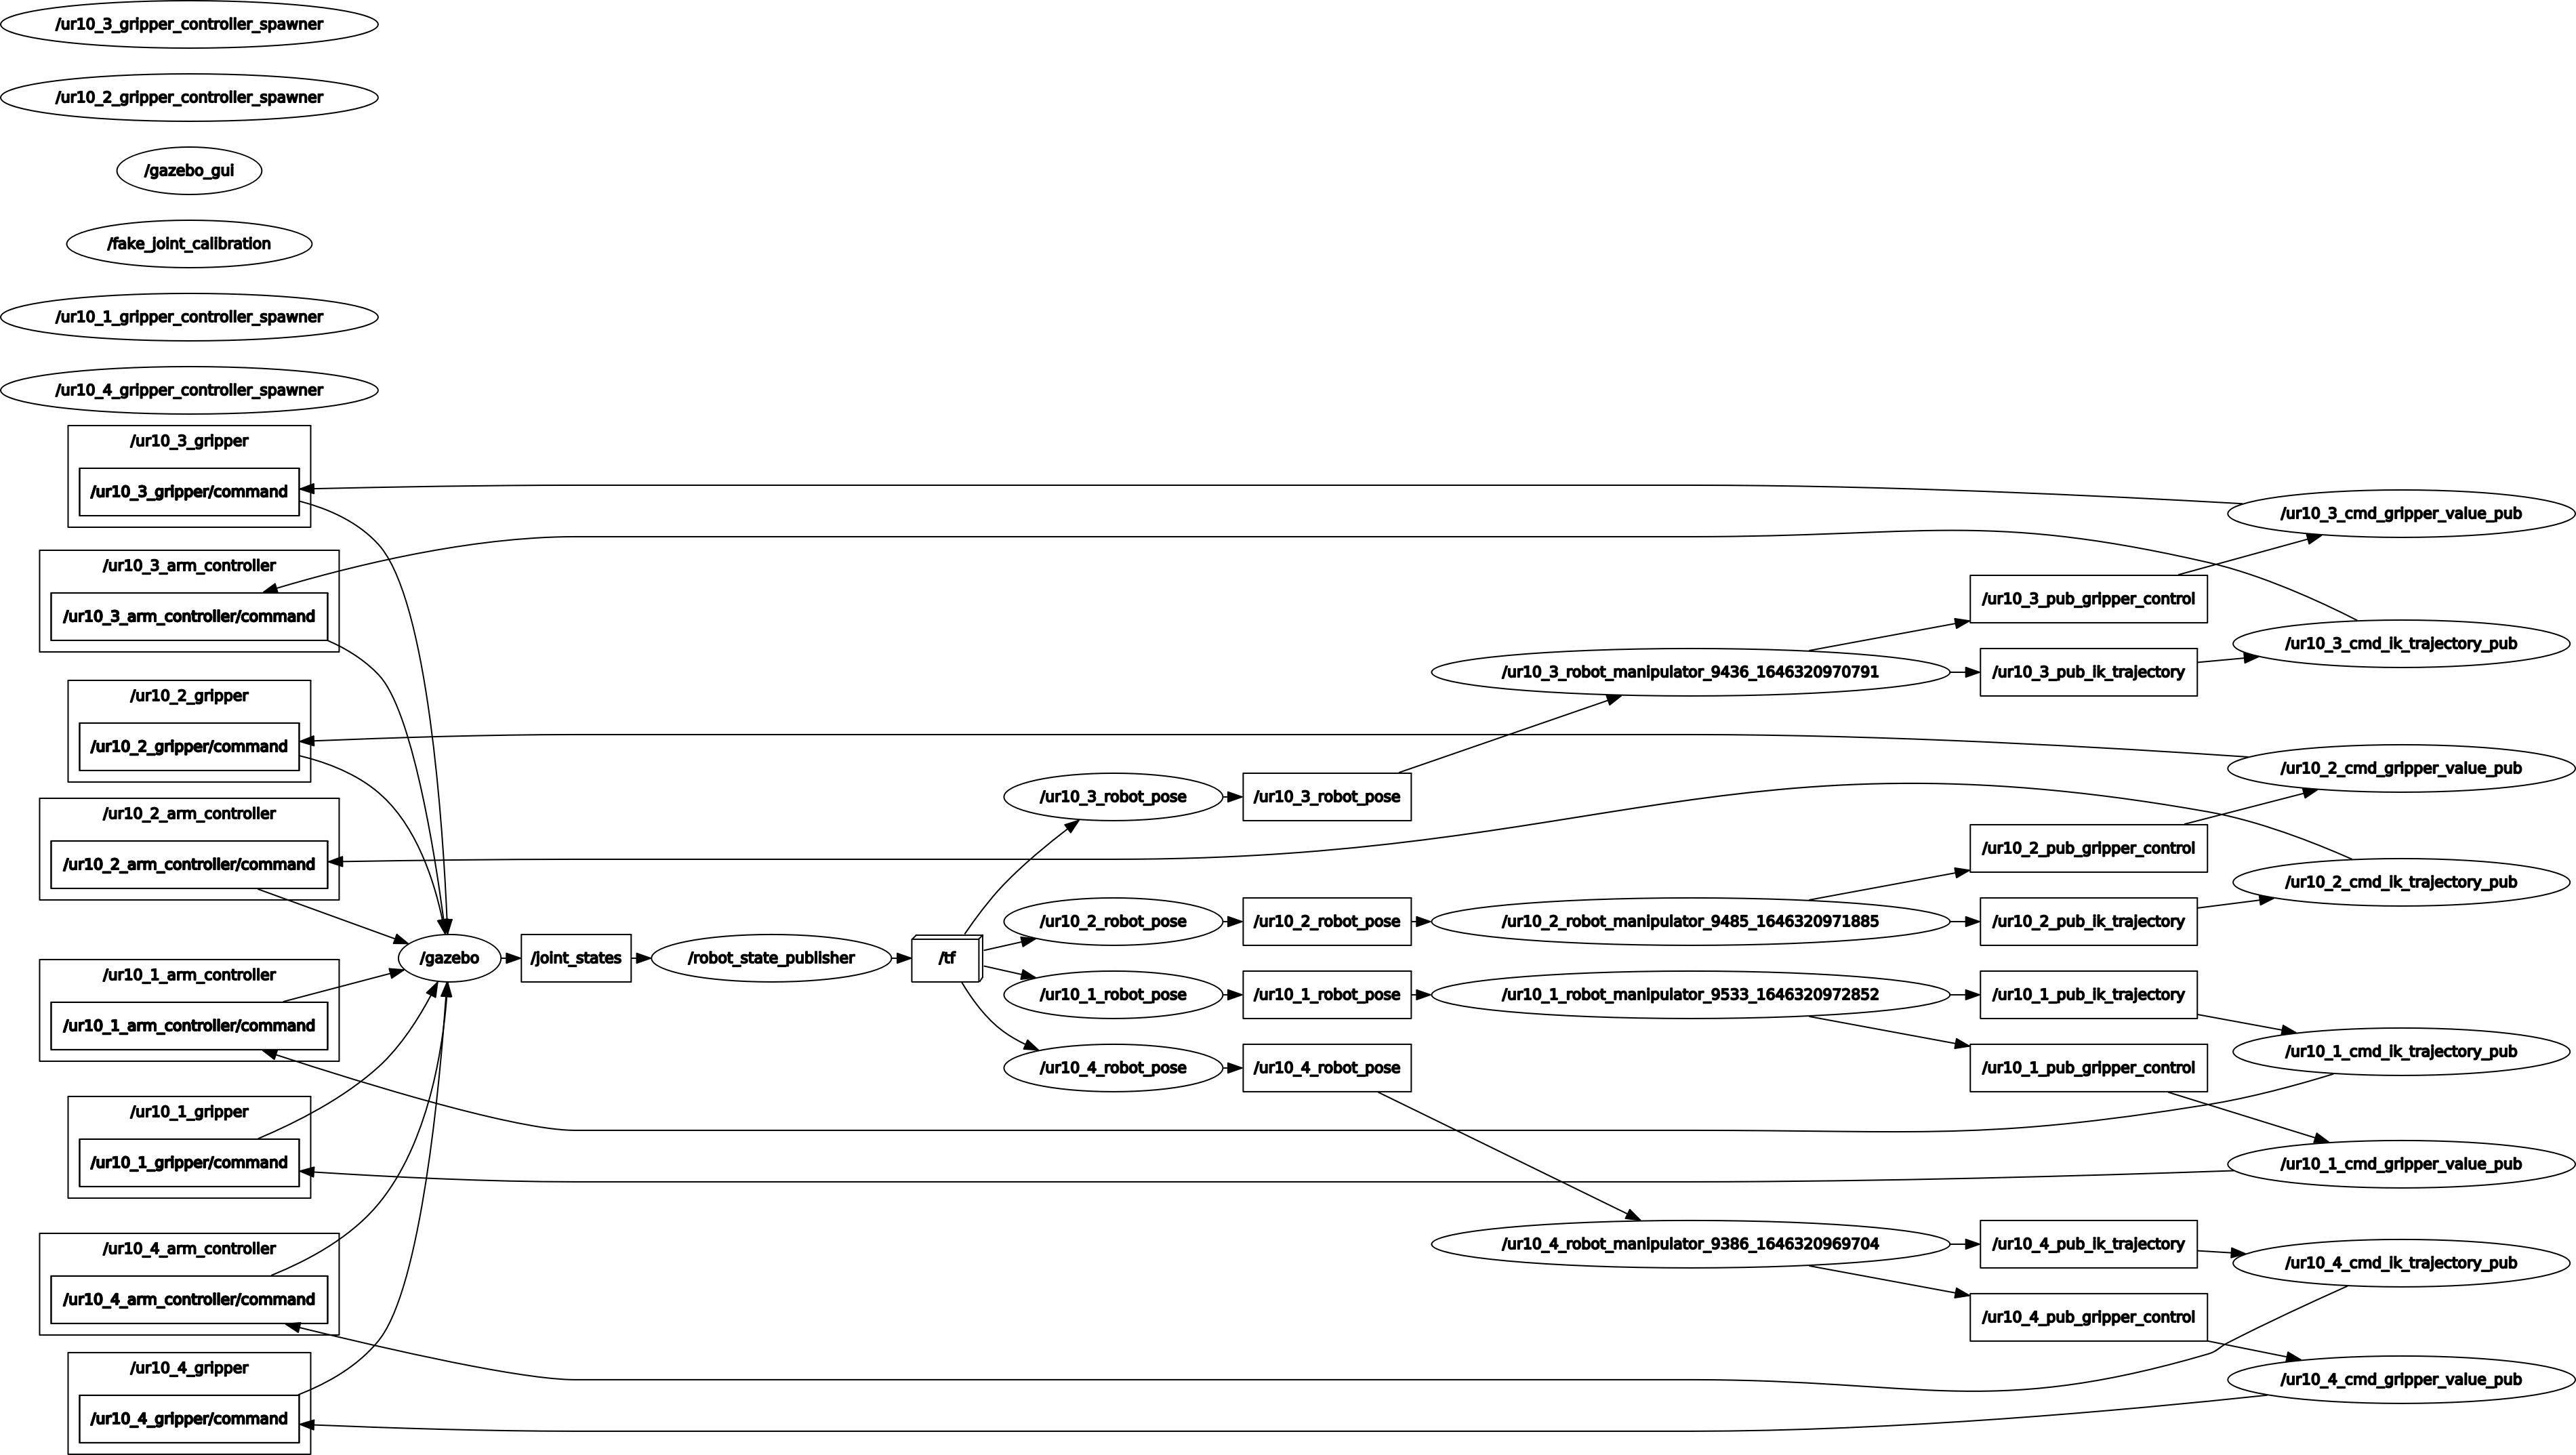 /ur10_3_gripper_controller_spawner
/ur10_2_gripper_controller_spawner
/gazebo_gui
/fake_joint_calibration
/ur10_1_gripper_controller_spawner
/ur10_4_gripper_controller_spawner
/ur10_3_gripper
/ur10_3_gripper/command
/ur10_3_arm_controller
/ur10_3_arm_controller/command
/ur10_2_gripper
/ur10_2_gripper/command
/ur10_2_arm_controller
/ur10_2_arm_controller/command
/ur10_1_arm_controller
/ur10_1_arm_controller/command
/ur10_1_gripper
/ur10_1_gripper/command
/ur10_4_arm_controller
/ur10_4_arm_controller/command
/ur10_4_gripper
/ur10_4_gripper/command
/gazebo
/joint_states
/robot_state_publisher
/tf
/ur10_3_robot_pose
/ur10_2_robot_pose
/ur10_1_robot_pose
/ur10_4_robot_pose
/ur10_3_robot_pose
/ur10_2_robot_pose
/ur10_1_robot_pose
/ur10_4_robot_pose
/ur10_3_robot_manipulator_9436_1646320970791
/ur10_2_robot_manipulator_9485_1646320971885
/ur10_1_robot_manipulator_9533_1646320972852
/ur10_4_robot_manipulator_9386_1646320969704
/ur10_3_pub_gripper_control
/ur10_3_pub_ik_trajectory
/ur10_2_pub_gripper_control
/ur10_2_pub_ik_trajectory
/ur10_1_pub_ik_trajectory
/ur10_1_pub_gripper_control
/ur10_4_pub_ik_trajectory
/ur10_4_pub_gripper_control
/ur10_3_cmd_gripper_value_pub
/ur10_3_cmd_ik_trajectory_pub
/ur10_2_cmd_gripper_value_pub
/ur10_2_cmd_ik_trajectory_pub
/ur10_1_cmd_ik_trajectory_pub
/ur10_1_cmd_gripper_value_pub
/ur10_4_cmd_ik_trajectory_pub
/ur10_4_cmd_gripper_value_pub